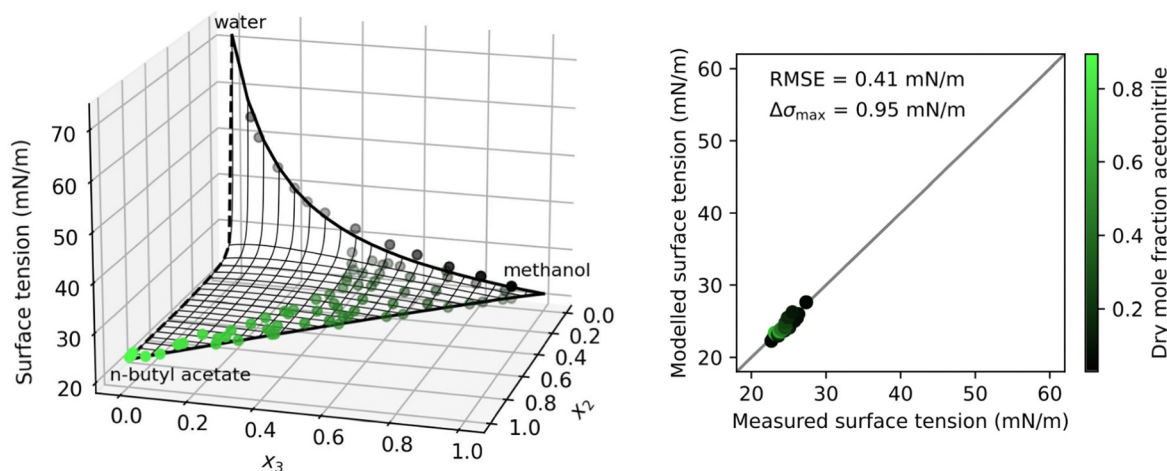 water
Surface tension (mN/m)
70
60
50
40
30
20
methanol
n-butyl acetate
0.0
0.2
0.4
0.6
0.8
1.0
x₃
0.0
0.2
0.4
0.6
0.8
1.0
x₂
RMSE = 0.41 mN/m
Δσmax = 0.95 mN/m
Modelled surface tension (mN/m)
60
50
40
30
20
20
30
40
50
60
Measured surface tension (mN/m)
0.8
0.6
0.4
0.2
Dry mole fraction acetonitrile